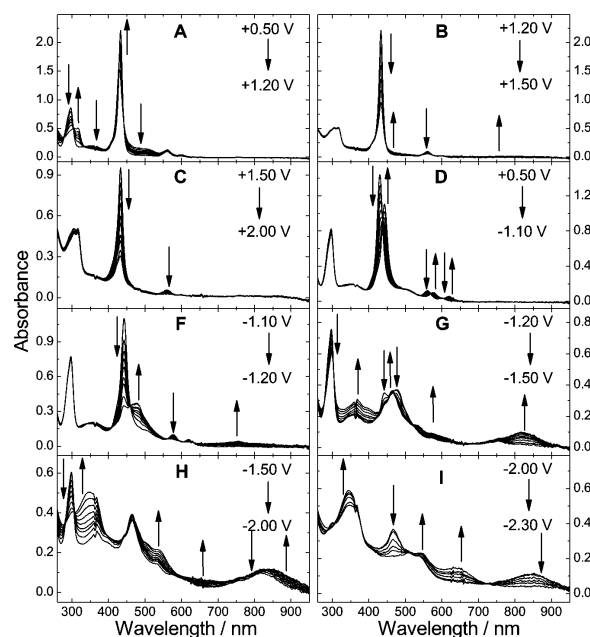 A
+0.50 V
+1.20 V
2.0
1.5
1.0
0.5
0.0
B
+1.20 V
+1.50 V
2.0
1.5
1.0
0.5
0.0
C
+1.50 V
+2.00 V
0.9
0.6
0.3
0.0
D
+0.50 V
-1.10 V
1.2
0.8
0.4
0.0
Absorbance
F
-1.10 V
-1.20 V
0.9
0.6
0.3
0.0
G
-1.20 V
-1.50 V
0.9
0.6
0.3
0.0
H
-1.50 V
-2.00 V
0.6
0.4
0.2
0.0
I
-2.00 V
-2.30 V
0.8
0.6
0.4
0.2
0.0
300 400 500 600 700 800 900
300 400 500 600 700 800 900
Wavelength / nm
Wavelength / nm